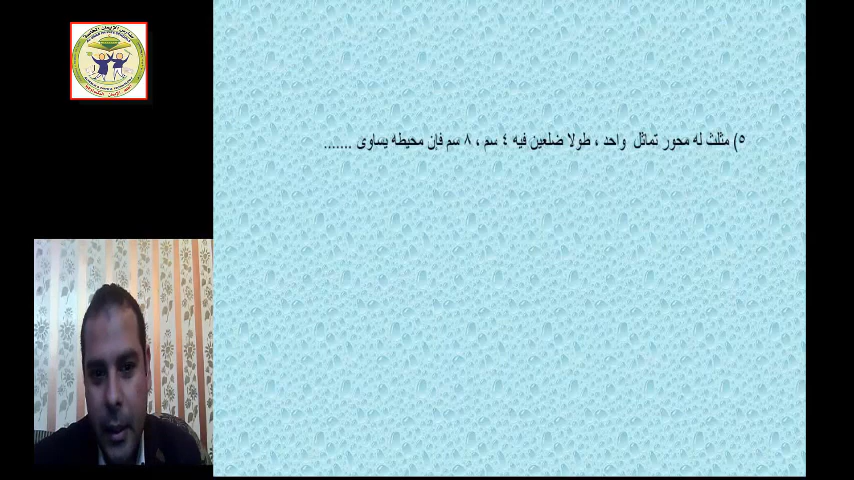 ٥) مثلث له محور تماثل واحد ، طولا ضلعين فيه ٤ سم ، ٨ سم فإن محيطه يساوى .......